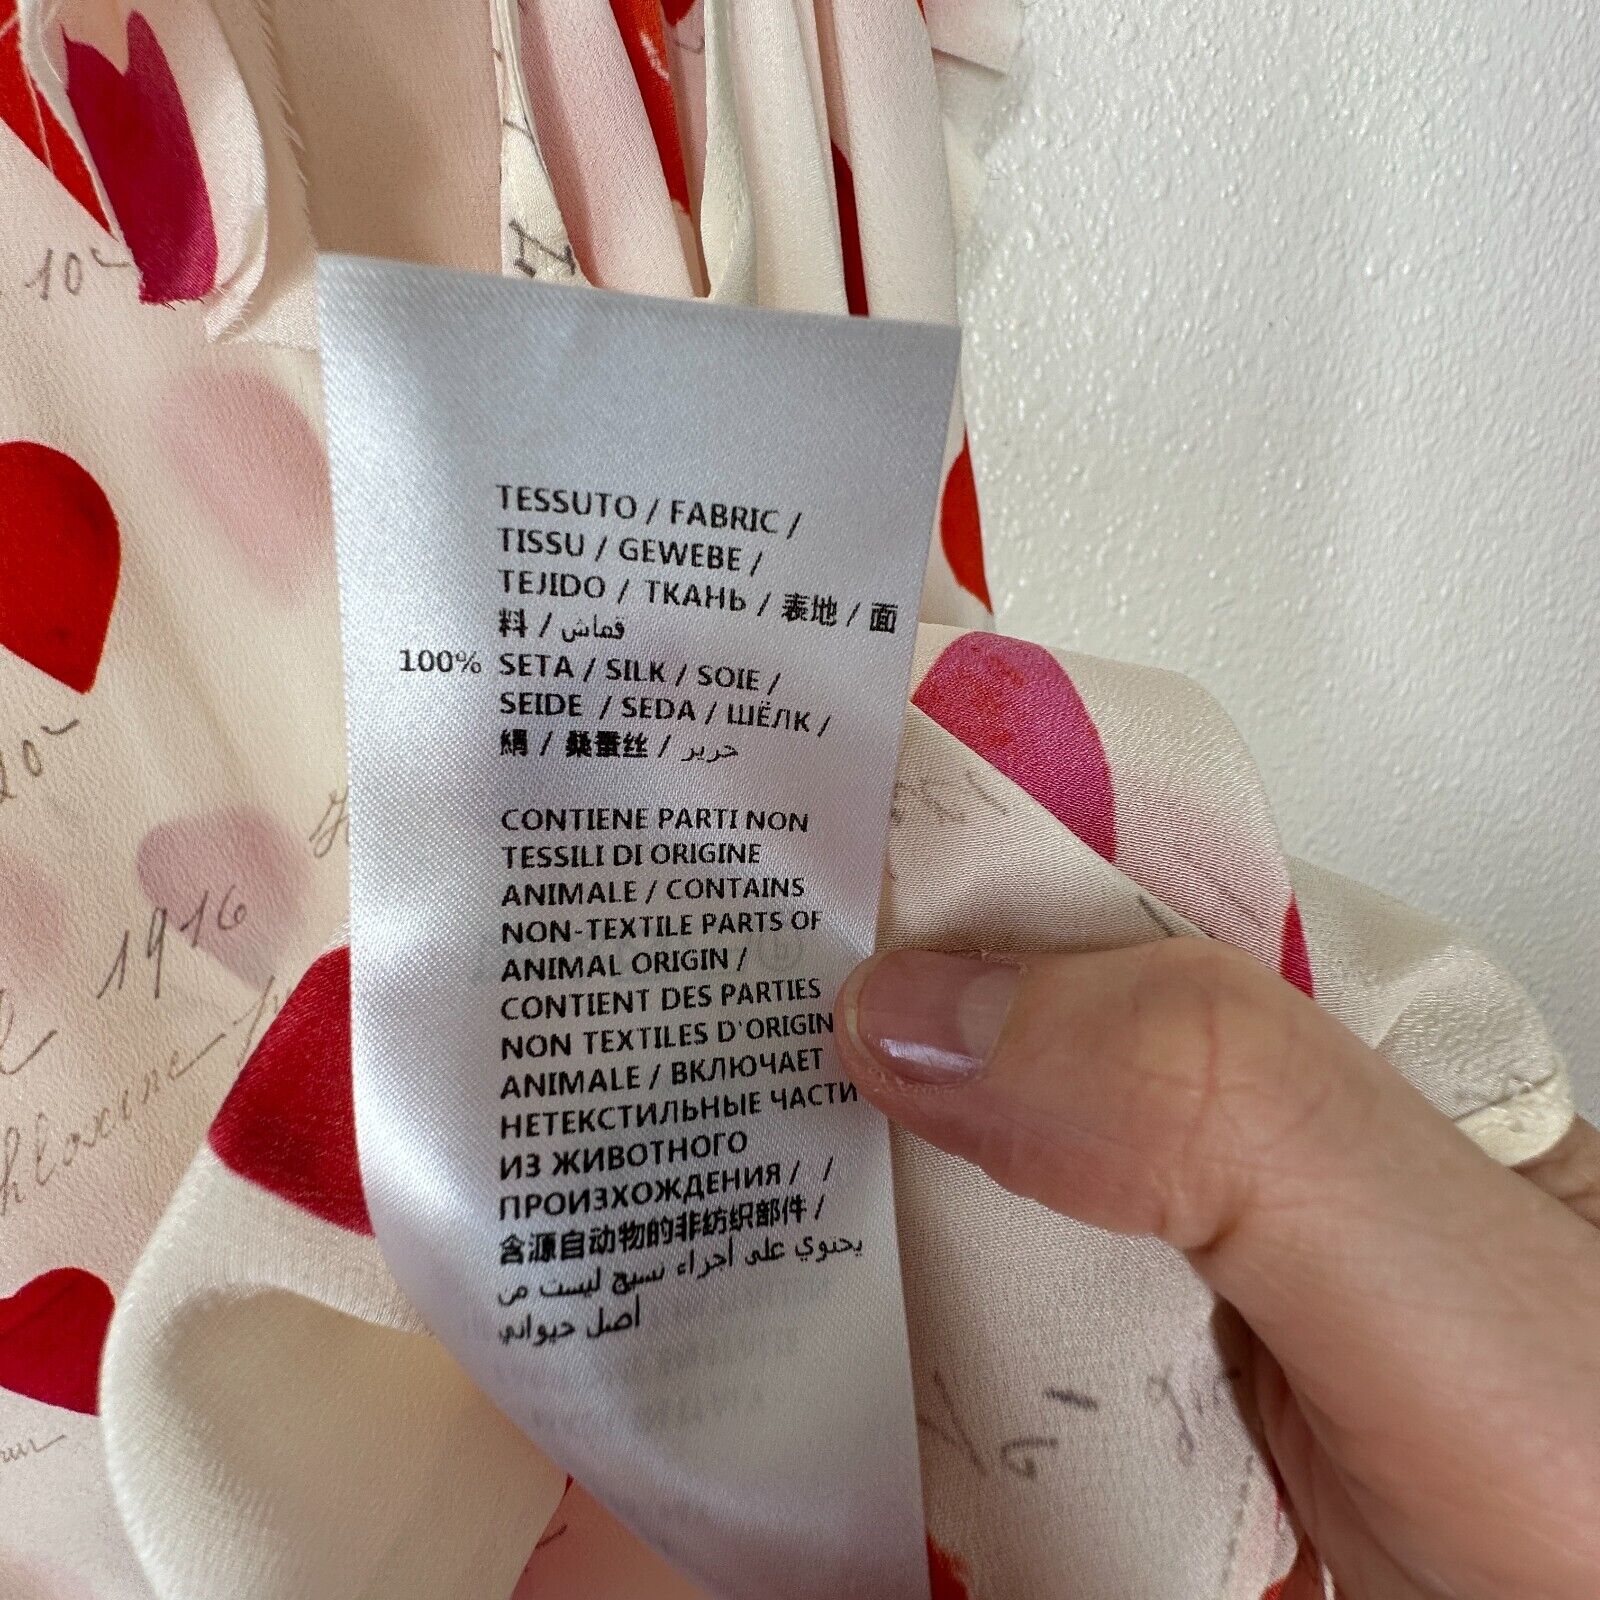 TESSUTO / FABRIC /
TISSU / GEWEBE /
TEJIDO / ТКАНЬ / 表地 / 面
料 / قماش
100% SETA / SILK / SOIE /
SEIDE / SEDA / ШЁЛК /
絹 / 桑蚕丝 / حرير
CONTIENE PARTI NON
TESSILI DI ORIGINE
ANIMALE / CONTAINS
NON-TEXTILE PARTS OF
ANIMAL ORIGIN /
CONTIENT DES PARTIES
NON TEXTILES D'ORIGIN
ANIMALE / ВКЛЮЧАЕТ
НЕТЕКСТИЛЬНЫЕ ЧАСТИ
ИЗ ЖИВОТНОГО
ПРОИЗХОЖДЕНИЯ / /
含源自动物的非纺织部件 /
يحتوي على أجزاء نسيج ليست من
أصل حيواني
10
20
1916